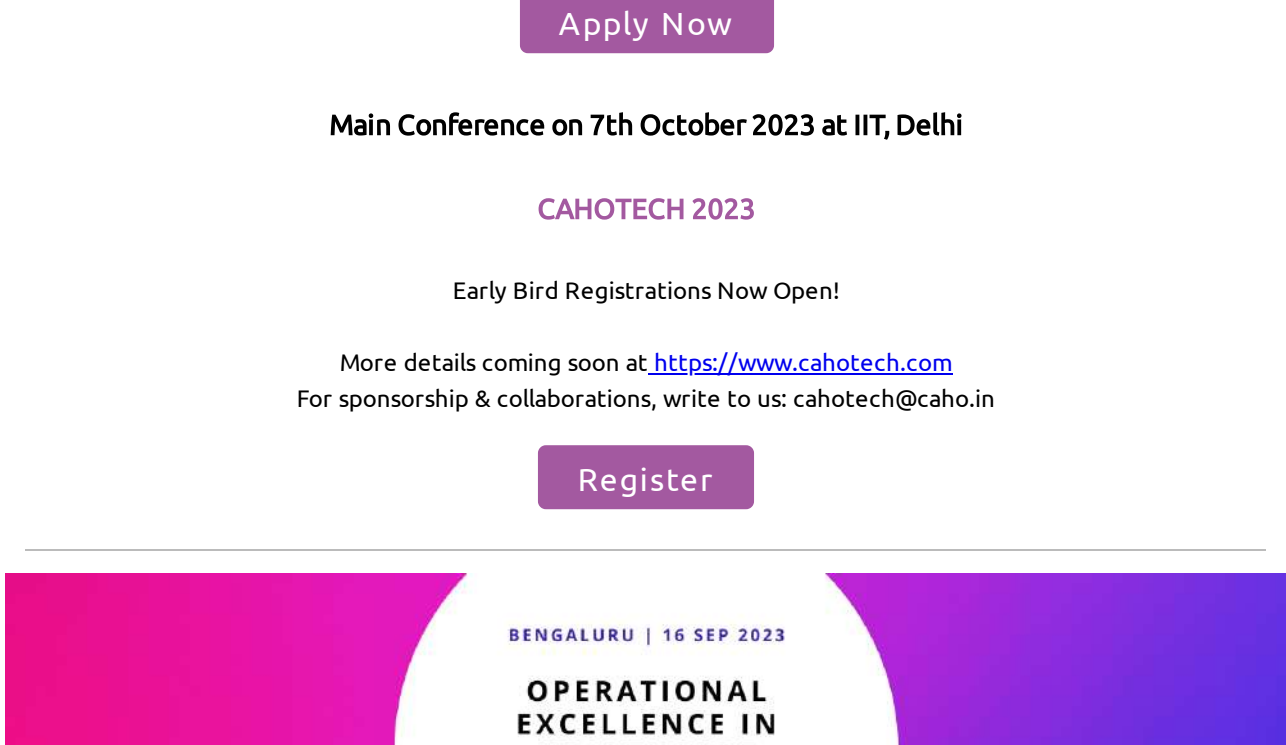 Apply Now
Main Conference on 7th October 2023 at IIT, Delhi
CAHOTECH 2023
Early Bird Registrations Now Open!
More details coming soon at https://www.cahotech.com
For sponsorship & collaborations, write to us: cahotech@caho.in
Register
BENGALURU | 16 SEP 2023
OPERATIONAL
EXCELLENCE IN